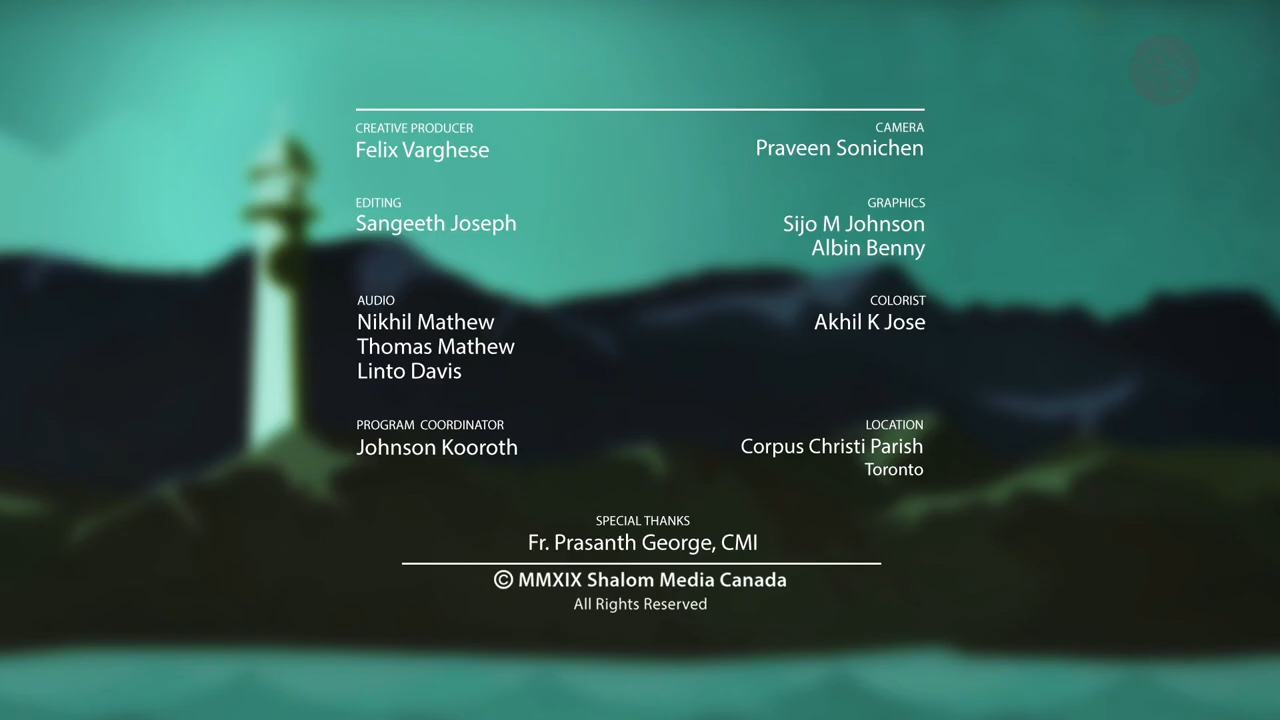 CREATIVE PRODUCER
Felix Varghese
CAMERA
Praveen Sonichen
EDITING
Sangeeth Joseph
GRAPHICS
Sijo M Johnson
Albin Benny
AUDIO
Nikhil Mathew
Thomas Mathew
Linto Davis
COLORIST
Akhil K Jose
PROGRAM COORDINATOR
Johnson Kooroth
LOCATION
Corpus Christi Parish
Toronto
SPECIAL THANKS
Fr. Prasanth George, CMI
© MMXIX Shalom Media Canada
All Rights Reserved